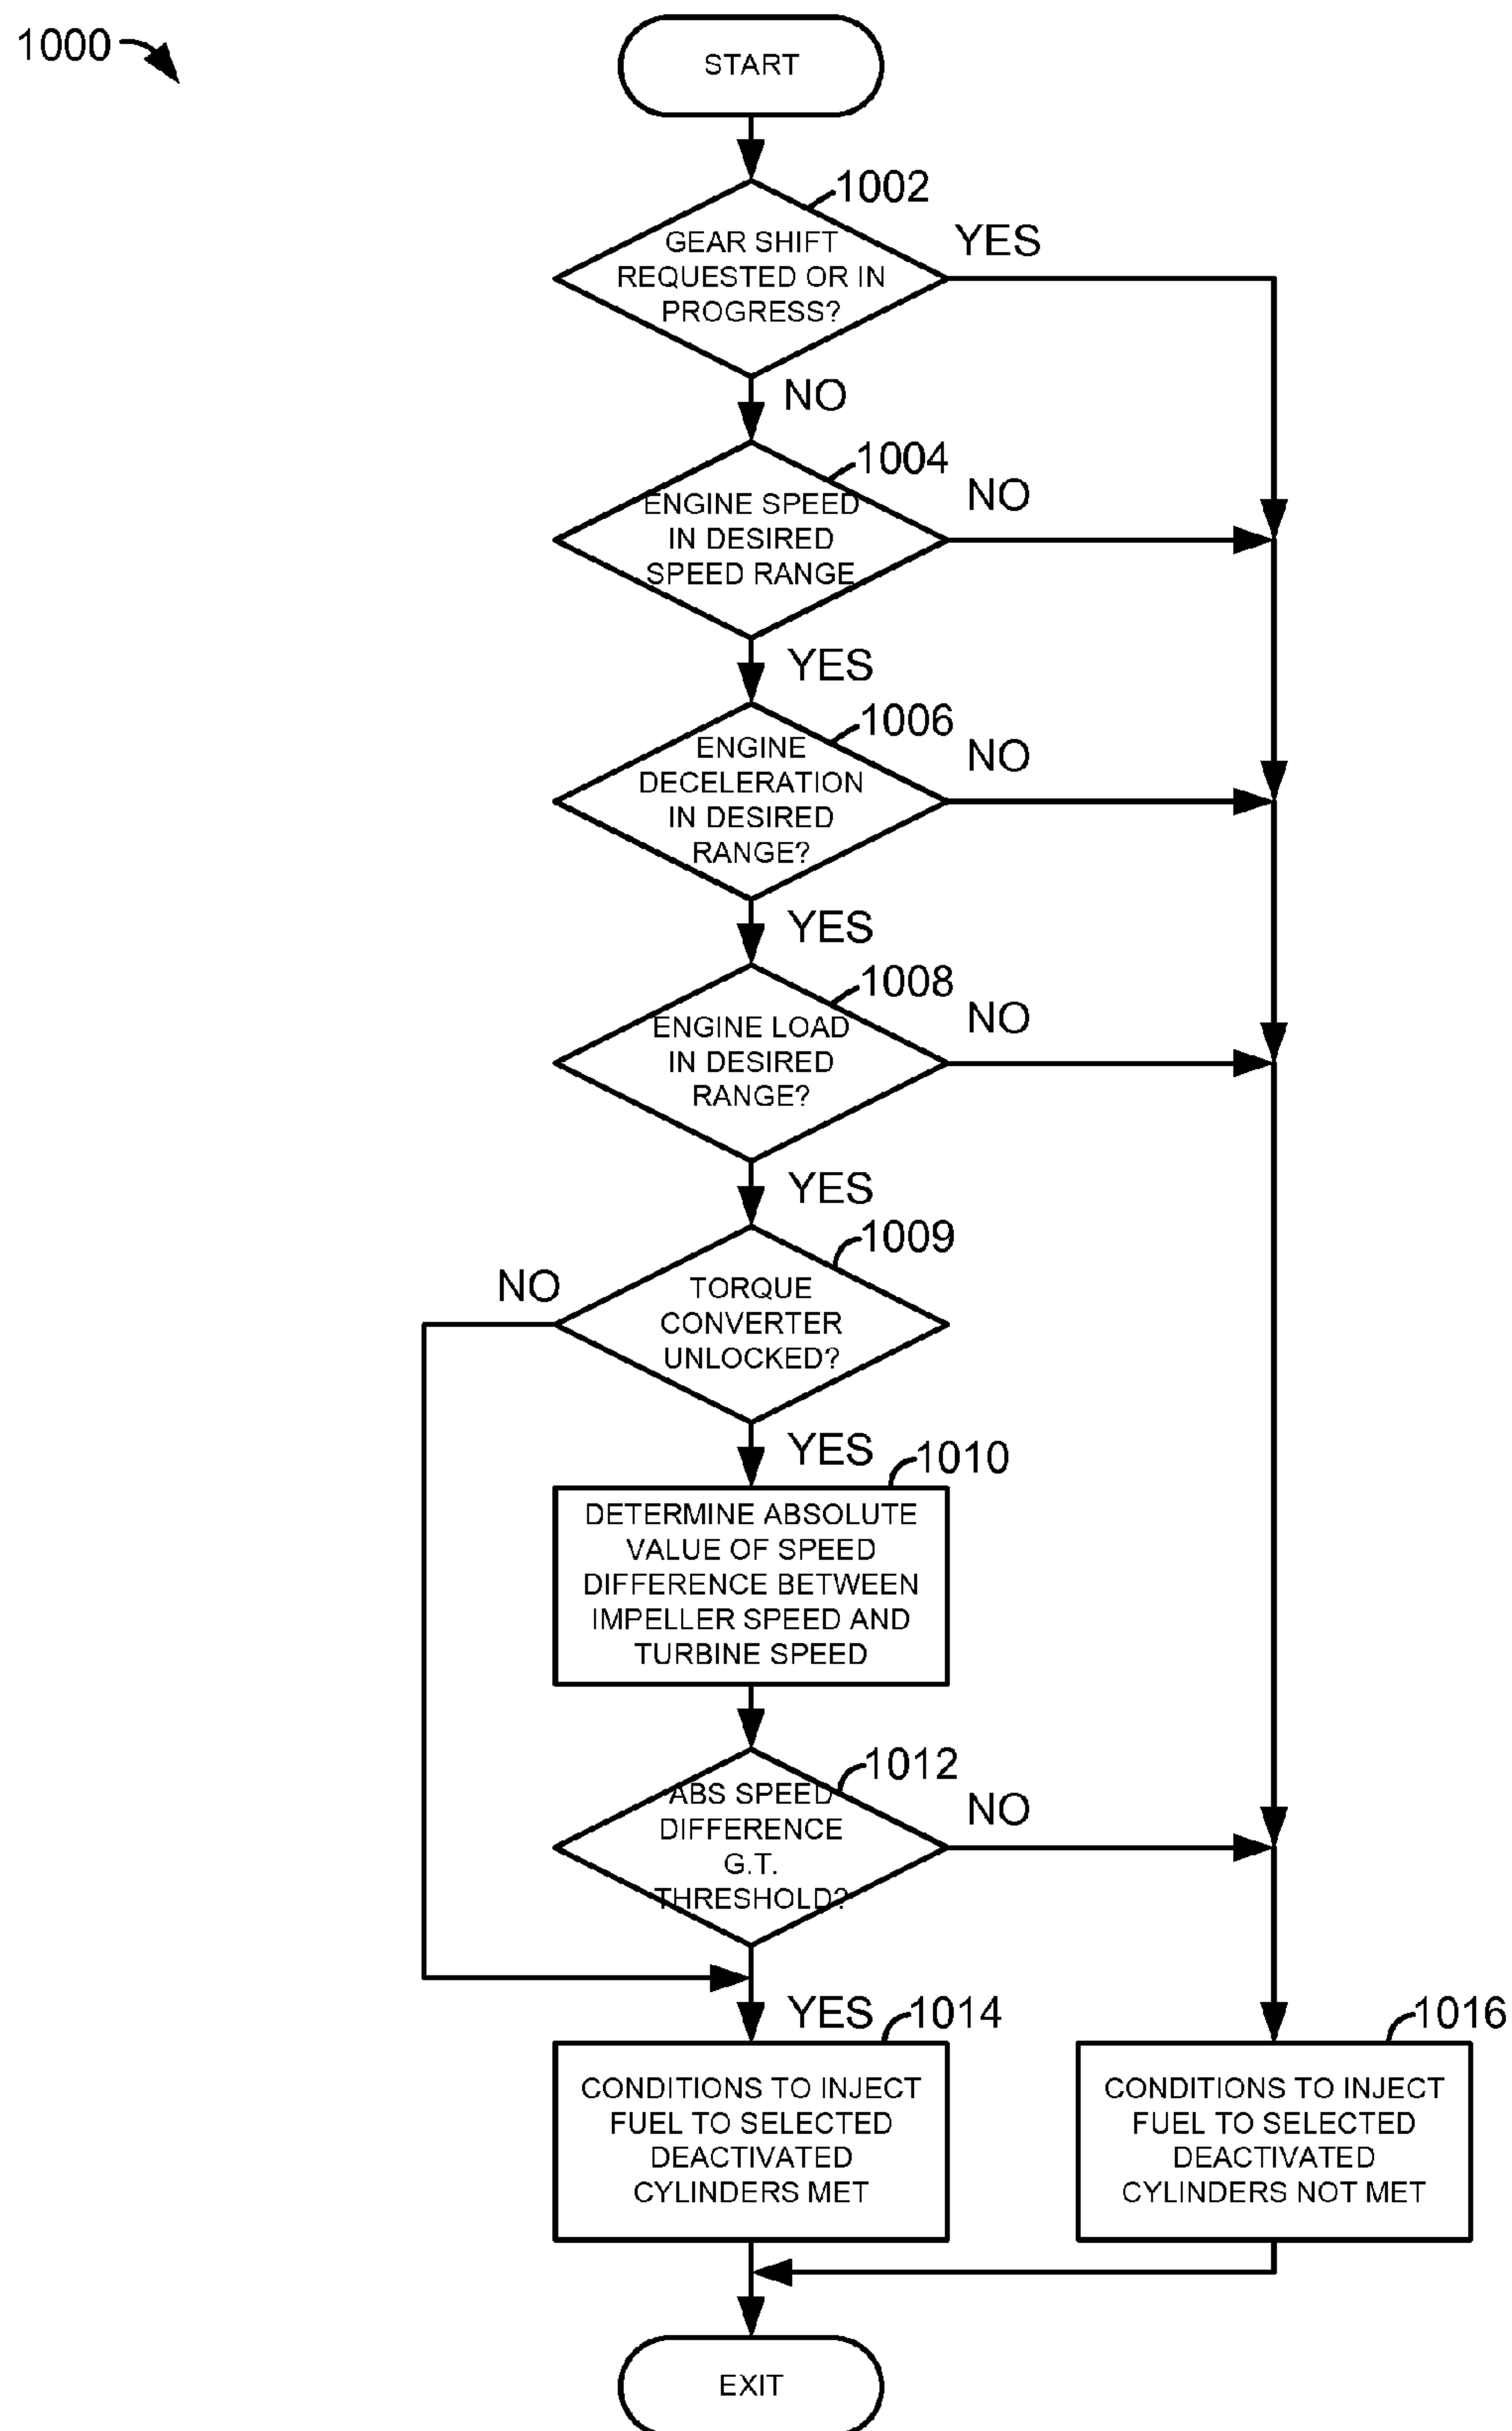 1000
START
1002
GEAR SHIFT
REQUESTED OR IN
PROGRESS?
YES
NO
1004
ENGINE SPEED
IN DESIRED
SPEED RANGE
NO
YES
1006
ENGINE
DECELERATION
IN DESIRED
RANGE?
NO
YES
1008
ENGINE LOAD
IN DESIRED
RANGE?
NO
YES
1009
NO
TORQUE
CONVERTER
UNLOCKED?
YES
1010
DETERMINE ABSOLUTE
VALUE OF SPEED
DIFFERENCE BETWEEN
IMPELLER SPEED AND
TURBINE SPEED
1012
ABS SPEED
DIFFERENCE
G.T.
THRESHOLD?
NO
YES
1014
CONDITIONS TO INJECT
FUEL TO SELECTED
DEACTIVATED
CYLINDERS MET
1016
CONDITIONS TO INJECT
FUEL TO SELECTED
DEACTIVATED
CYLINDERS NOT MET
EXIT